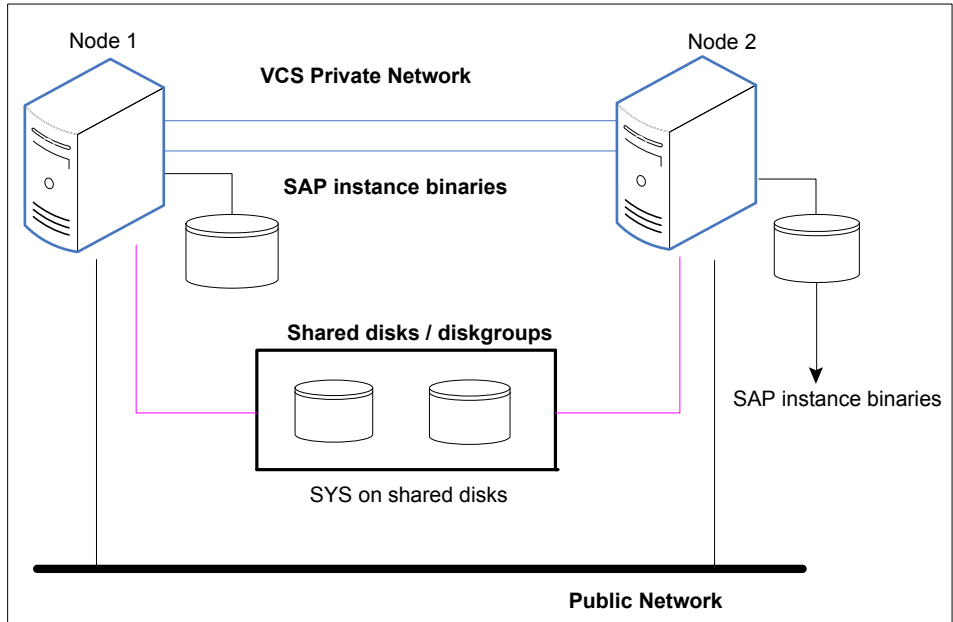 Node 1
Node 2
VCS Private Network
SAP instance binaries
Shared disks / diskgroups
SAP instance binaries
SYS on shared disks
Public Network